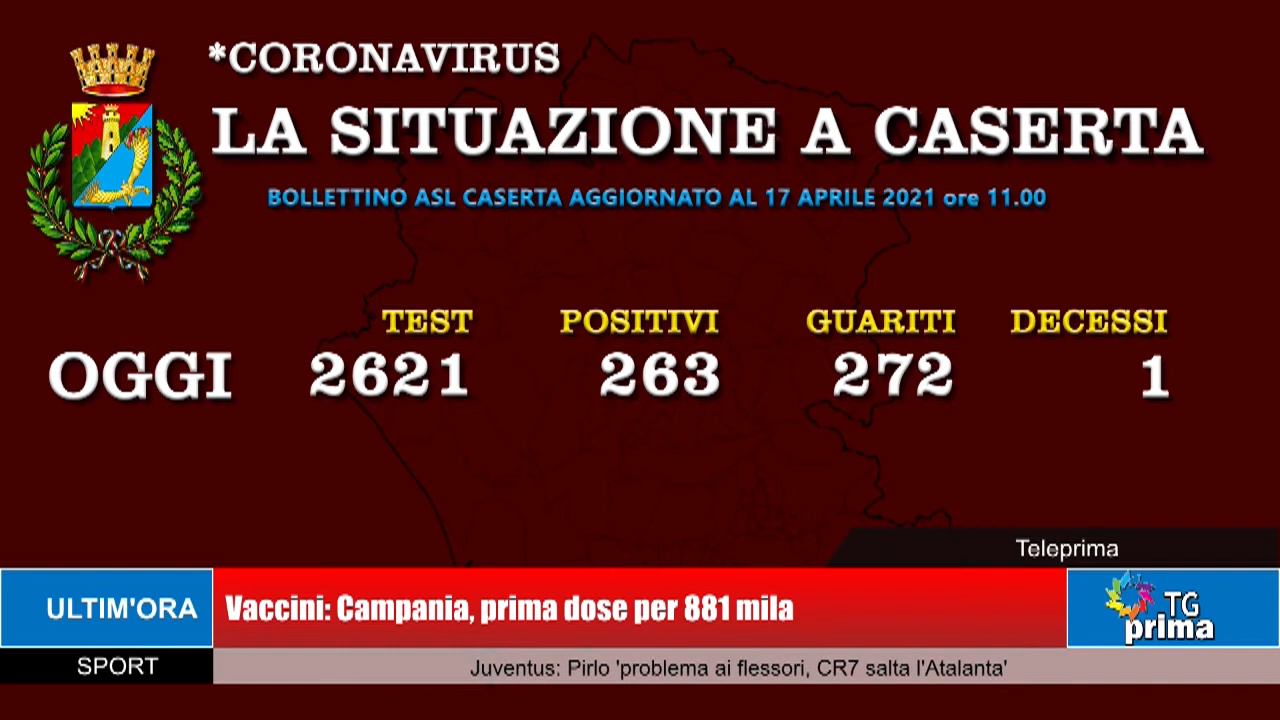 *CORONAVIRUS
LA SITUAZIONE A CASERTA
BOLLETTINO ASL CASERTA AGGIORNATO AL 17 APRILE 2021 ore 11.00
TEST POSITIVI GUARITI DECESSI
OGGI 2621 263 272 1
Teleprima
ULTIM'ORA Vaccini: Campania, prima dose per 881 mila
TG
prima
SPORT Juventus: Pirlo 'problema ai flessori, CR7 salta l'Atalanta'